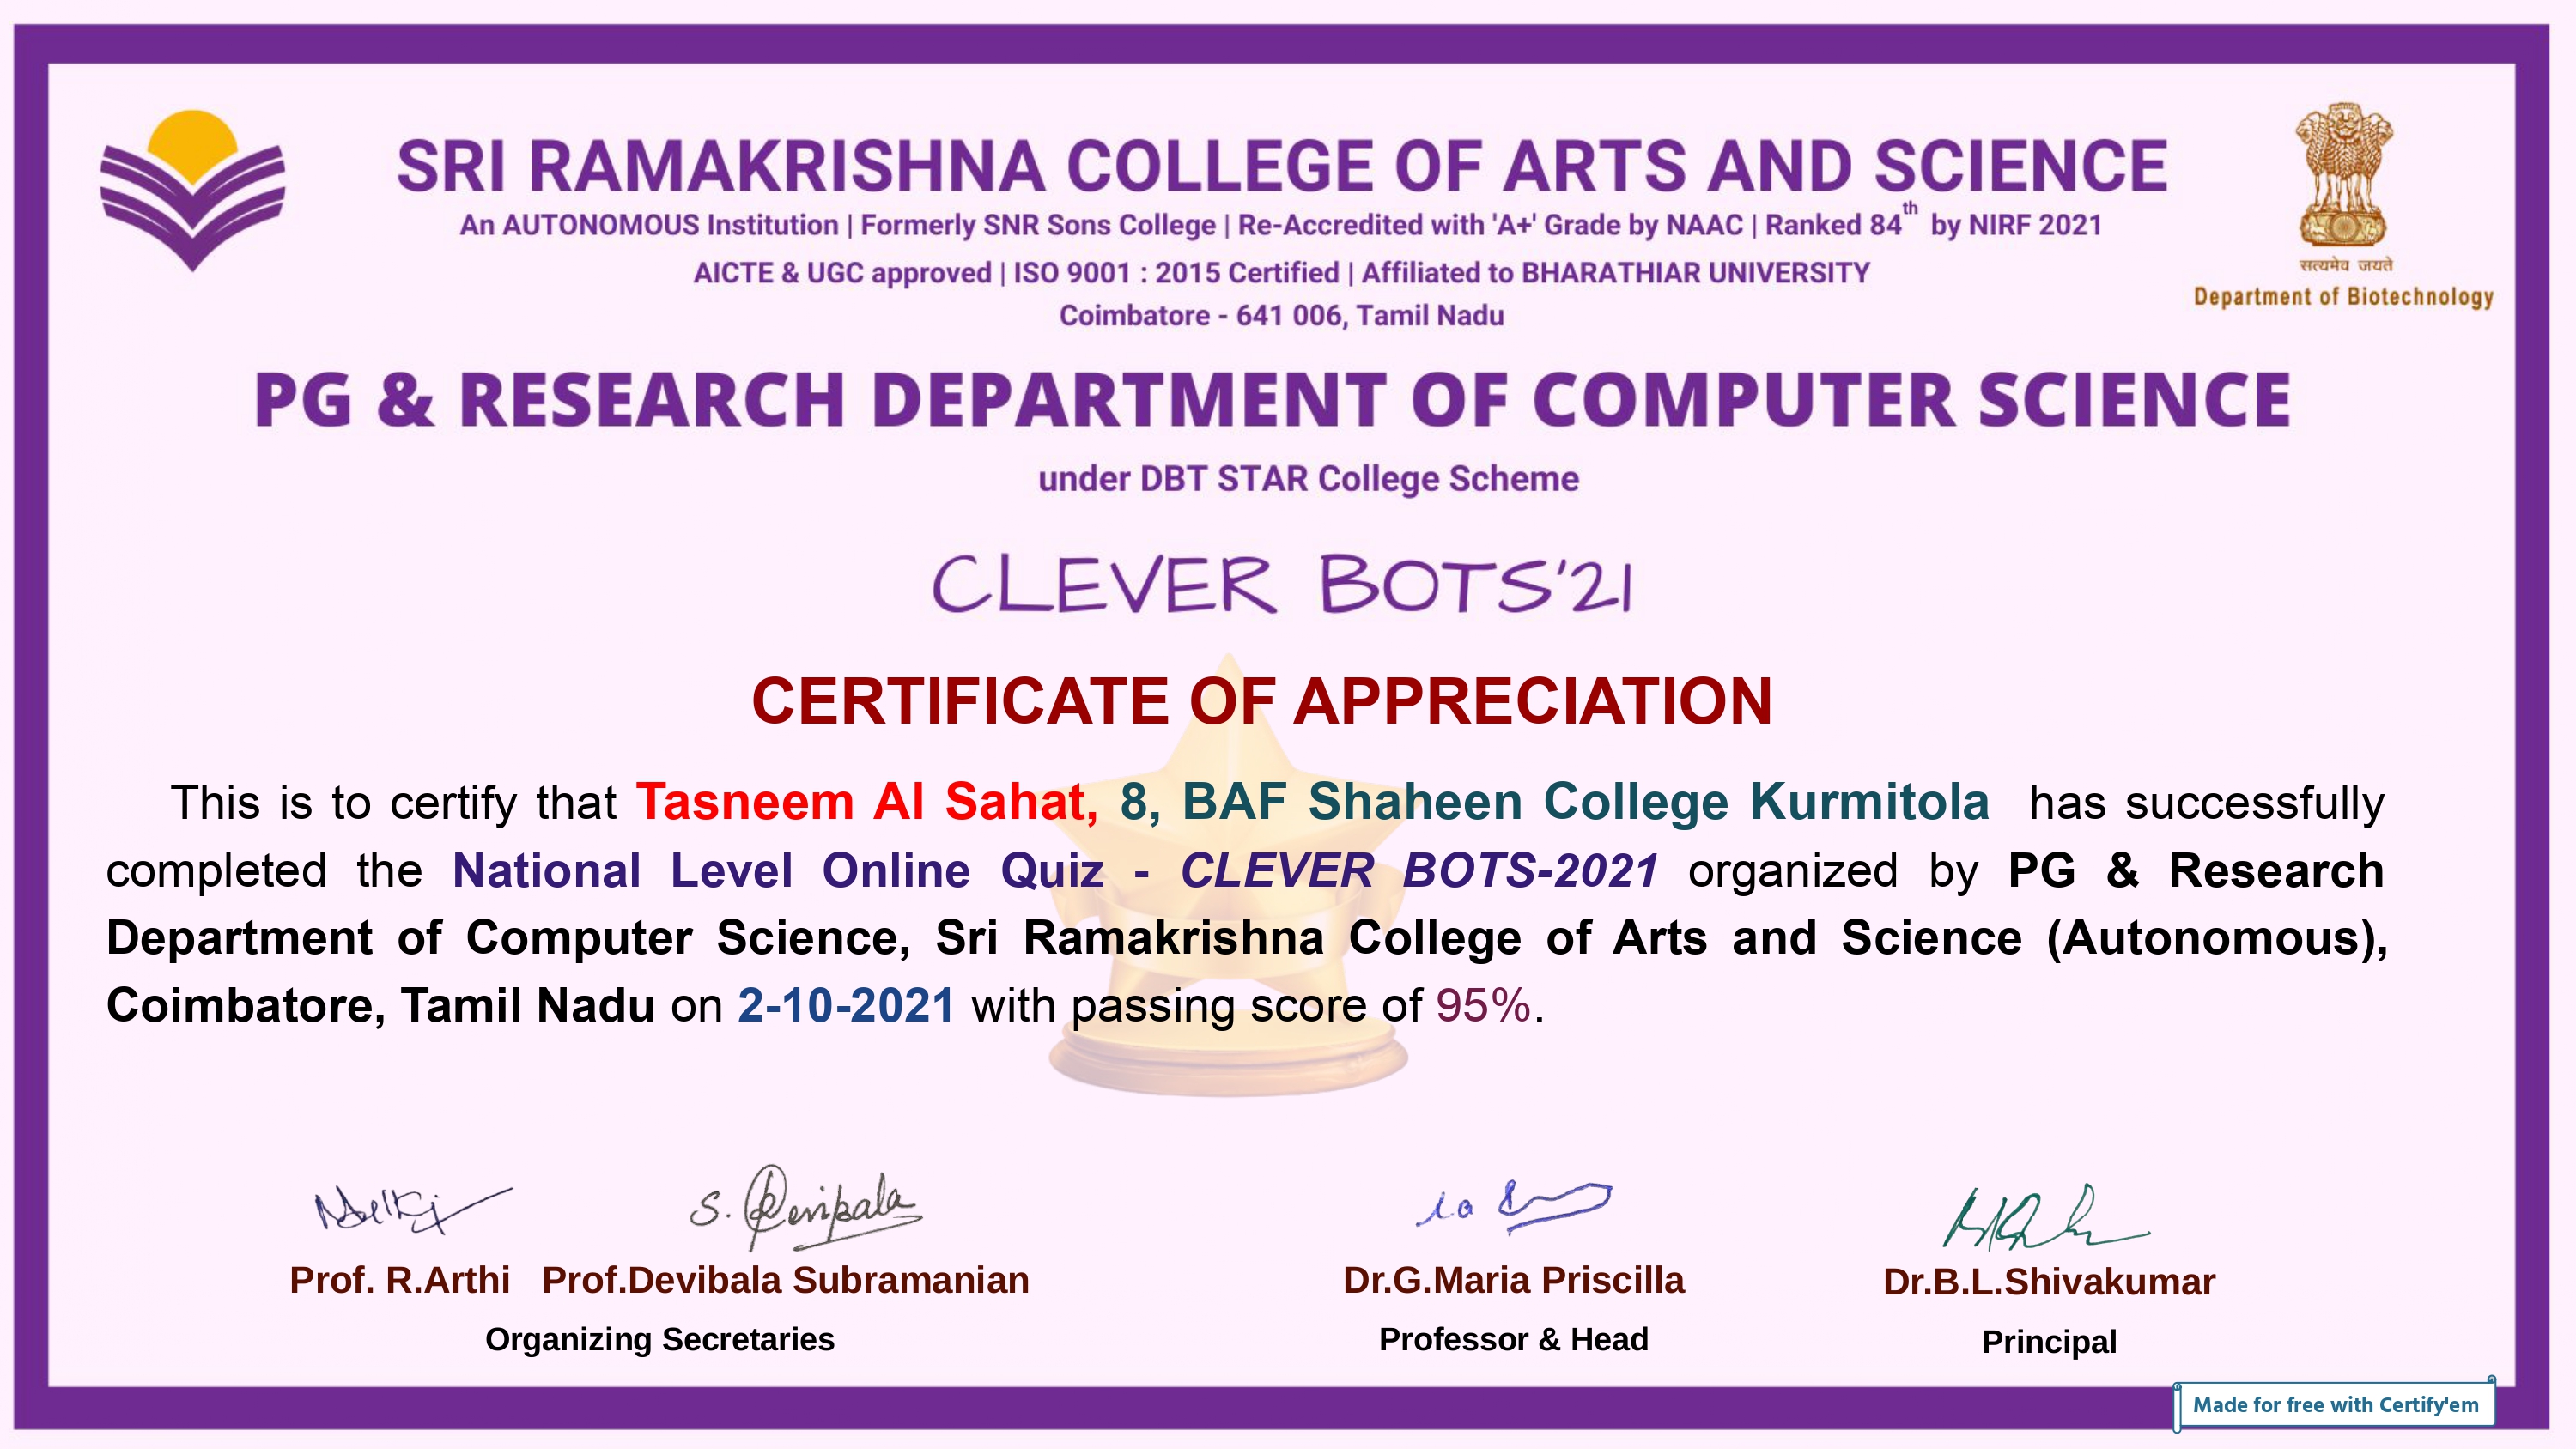 SRI RAMAKRISHNA COLLEGE OF ARTS AND SCIENCE
An AUTONOMOUS Institution | Formerly SNR Sons College | Re-Accredited with 'A+' Grade by NAAC | Ranked 84th by NIRF 2021
AICTE & UGC approved | ISO 9001 : 2015 Certified | Affiliated to BHARATHIAR UNIVERSITY
Coimbatore - 641 006, Tamil Nadu
सत्यमेव जयते
Department of Biotechnology
PG & RESEARCH DEPARTMENT OF COMPUTER SCIENCE
under DBT STAR College Scheme
CLEVER BOTS'21
CERTIFICATE OF APPRECIATION
This is to certify that Tasneem Al Sahat, 8, BAF Shaheen College Kurmitola has successfully
completed the National Level Online Quiz - CLEVER BOTS-2021 organized by PG & Research
Department of Computer Science, Sri Ramakrishna College of Arts and Science (Autonomous),
Coimbatore, Tamil Nadu on 2-10-2021 with passing score of 95%.
S. Devibala
Prof. R.Arthi Prof.Devibala Subramanian
Organizing Secretaries
Dr.G.Maria Priscilla
Professor & Head
Dr.B.L.Shivakumar
Principal
Made for free with Certify'em